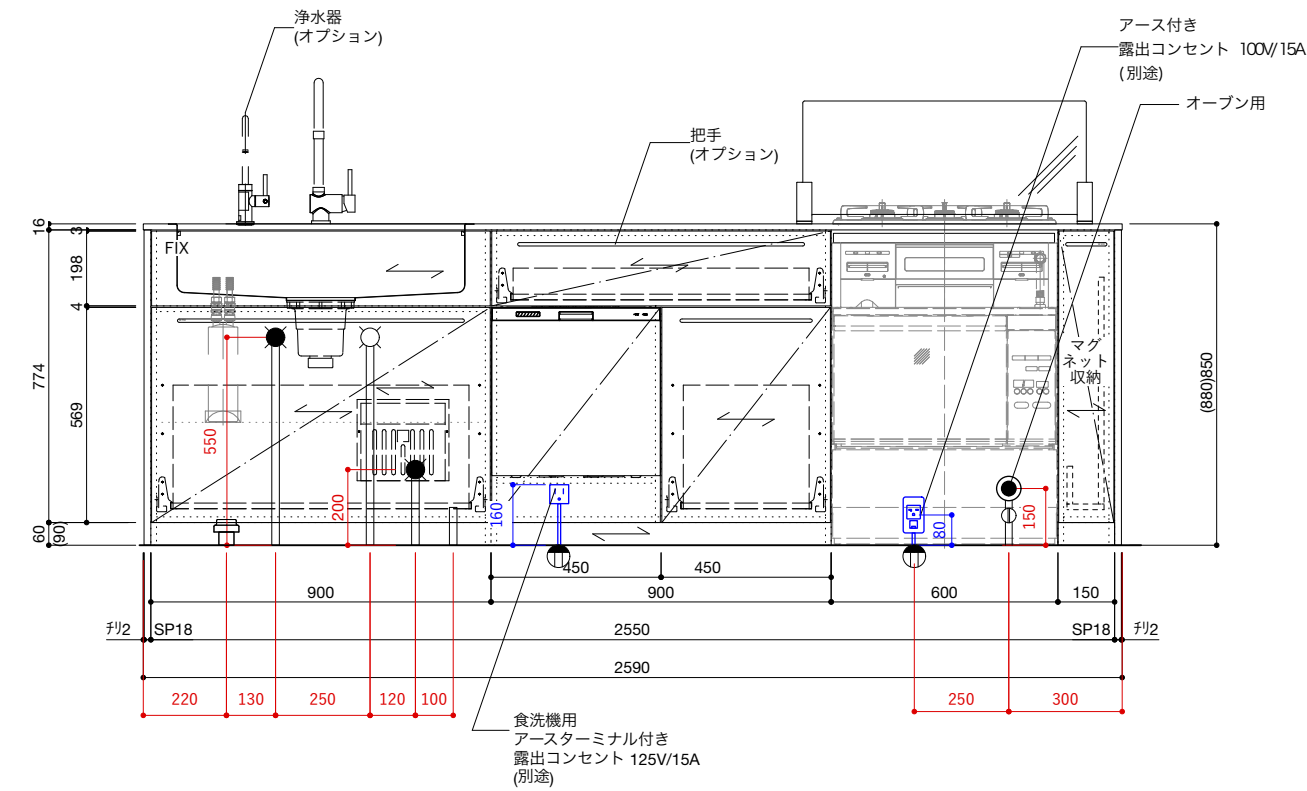 浄水器
(オプション)
アース付き
露出コンセント 100V/15A
(別途)
オーブン用
把手
(オプション)
FIX
16
3
198
4
774
569
60
(90)
550
200
160
80
150
(880)850
マグ
ネット
収納
450
450
900
900
600
150
チリ2
SP18
2550
SP18
チリ2
2590
220
130
250
120
100
250
300
食洗機用
アースターミナル付き
露出コンセント 125V/15A
(別途)